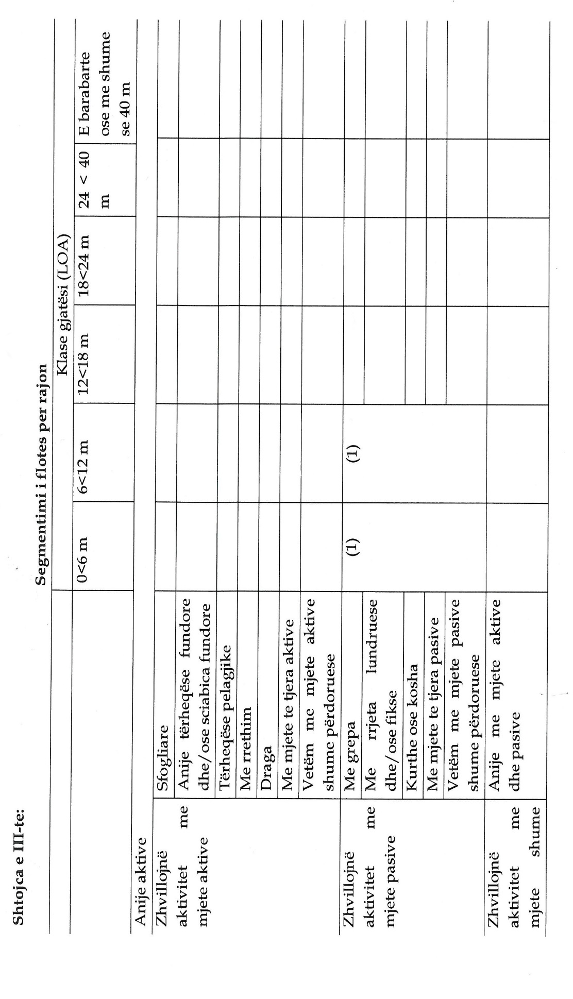 Shtojca e III-te:
Segmentimi i flotes per rajon
Klase gjatësi (LOA)
0<6 m
6<12 m
12<18 m
18<24 m
24 < 40
m
E barabarte
ose me shume
se 40 m
Anije aktive
Zhvillojnë
aktivitet me
mjete aktive
Sfogliare
Anije tërheqëse fundore
dhe/ose sciabica fundore
Tërheqëse pelagjike
Me rrethim
Draga
Me mjete te tjera aktive
Vetëm me mjete aktive
shume përdoruese
Zhvillojnë
aktivitet me
mjete pasive
Me grepa
(1)
(1)
Me rrjeta lundruese
dhe/ose fikse
Kurthe ose kosha
Me mjete te tjera pasive
Vetëm me mjete pasive
shume përdoruese
Zhvillojnë
aktivitet me
mjete shume
Anije me mjete aktive
dhe pasive